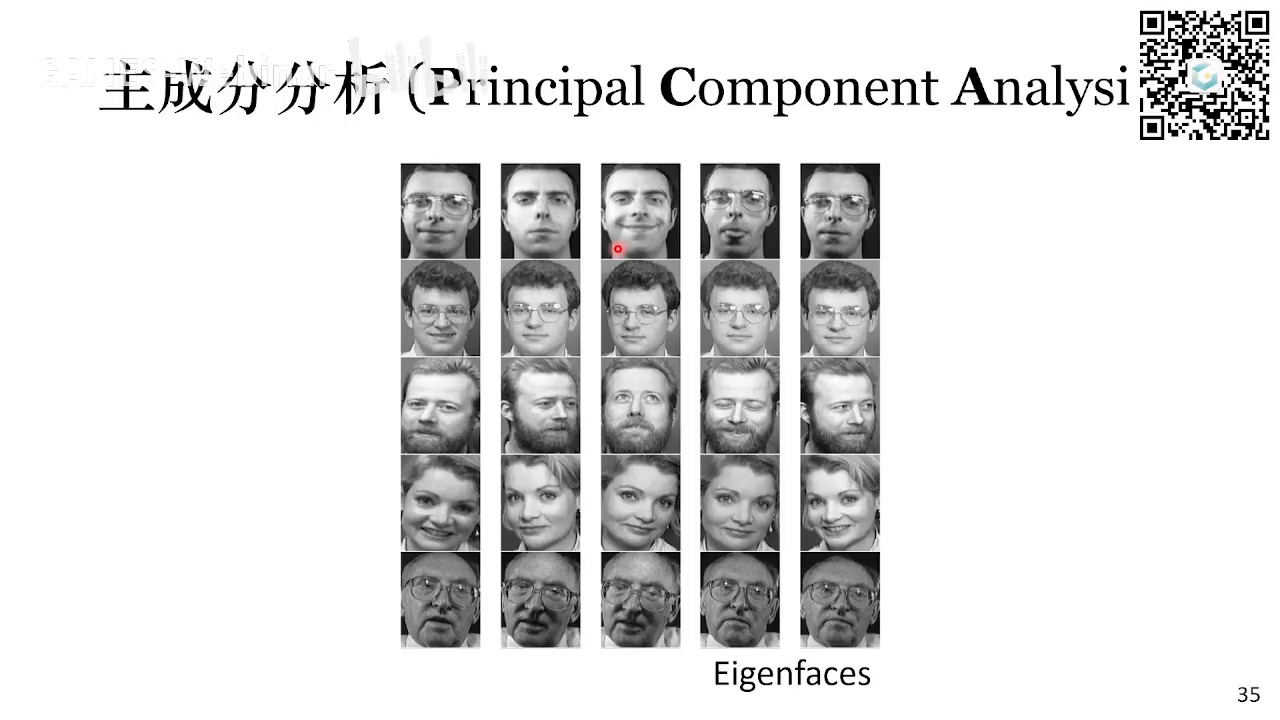 主成分分析 (Principal Component Analysi
Eigenfaces
35